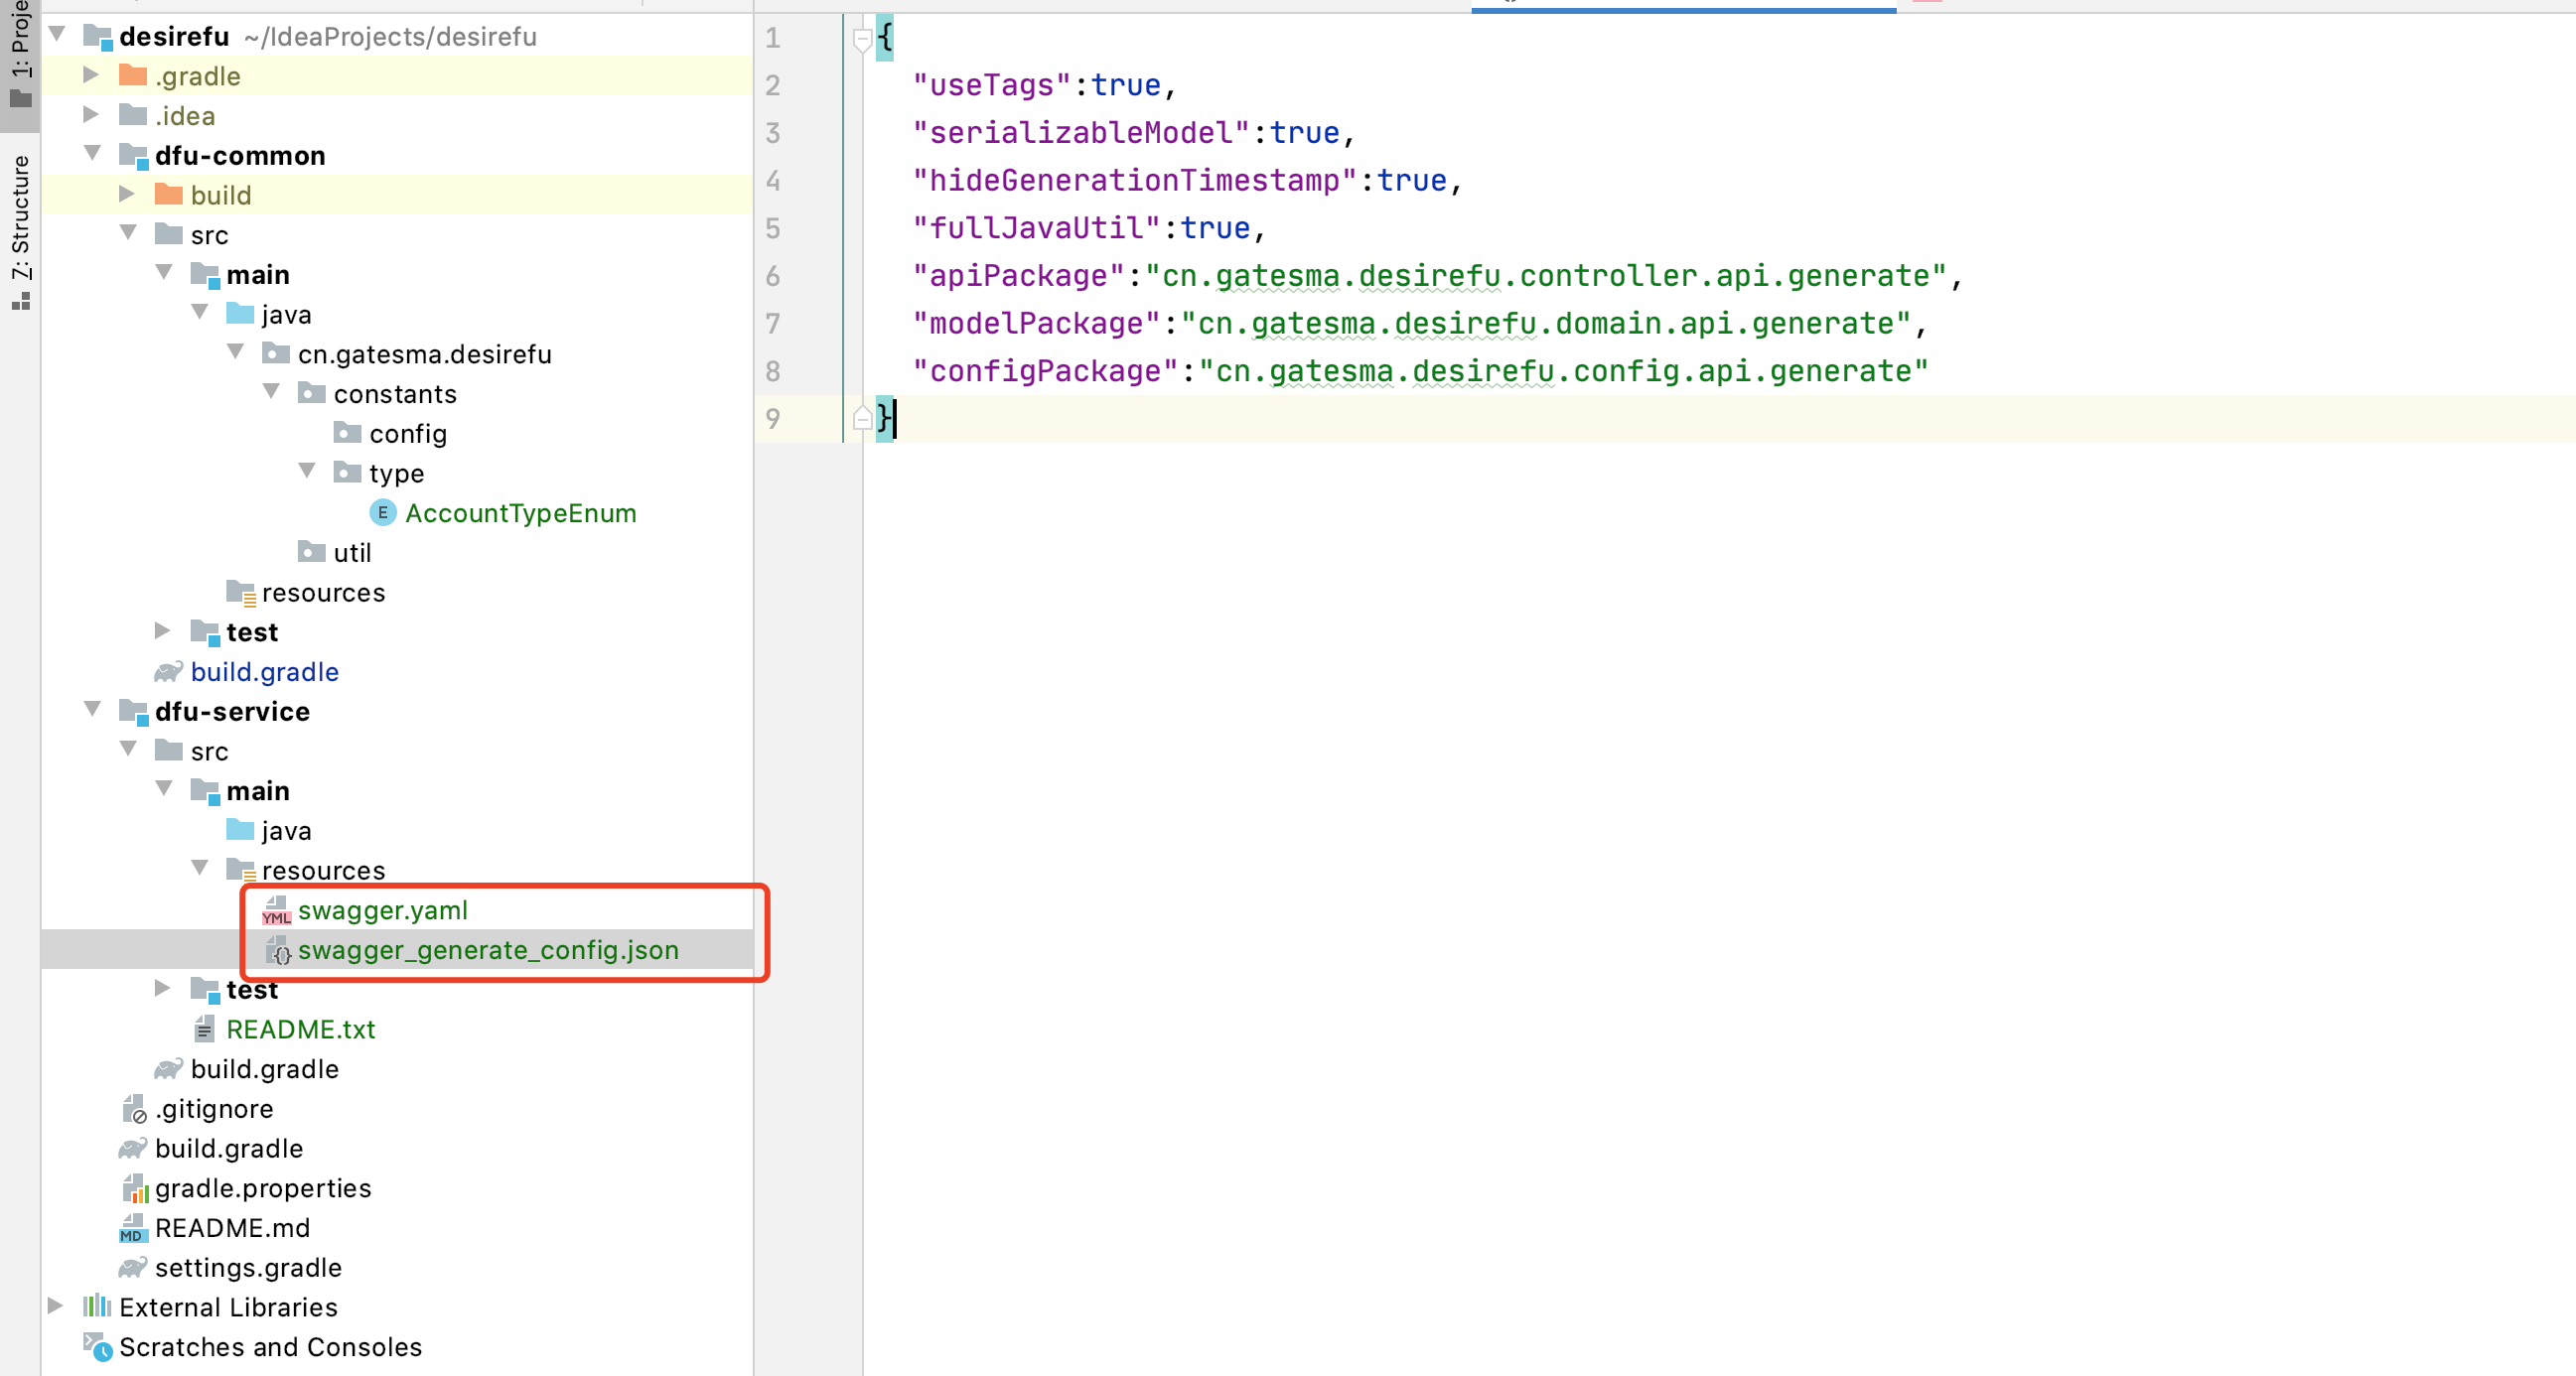 1: Proje
7: Structure
desirefu ~/IdeaProjects/desirefu
.gradle
.idea
dfu-common
build
src
main
java
cn.gatesma.desirefu
constants
config
type
E AccountTypeEnum
util
resources
test
build.gradle
dfu-service
src
main
java
resources
YML swagger.yaml
{} swagger_generate_config.json
test
README.txt
build.gradle
.gitignore
build.gradle
gradle.properties
MD README.md
settings.gradle
External Libraries
Scratches and Consoles
1 {
2 "useTags":true,
3 "serializableModel":true,
4 "hideGenerationTimestamp":true,
5 "fullJavaUtil":true,
6 "apiPackage":"cn.gatesma.desirefu.controller.api.generate",
7 "modelPackage":"cn.gatesma.desirefu.domain.api.generate",
8 "configPackage":"cn.gatesma.desirefu.config.api.generate"
9 }